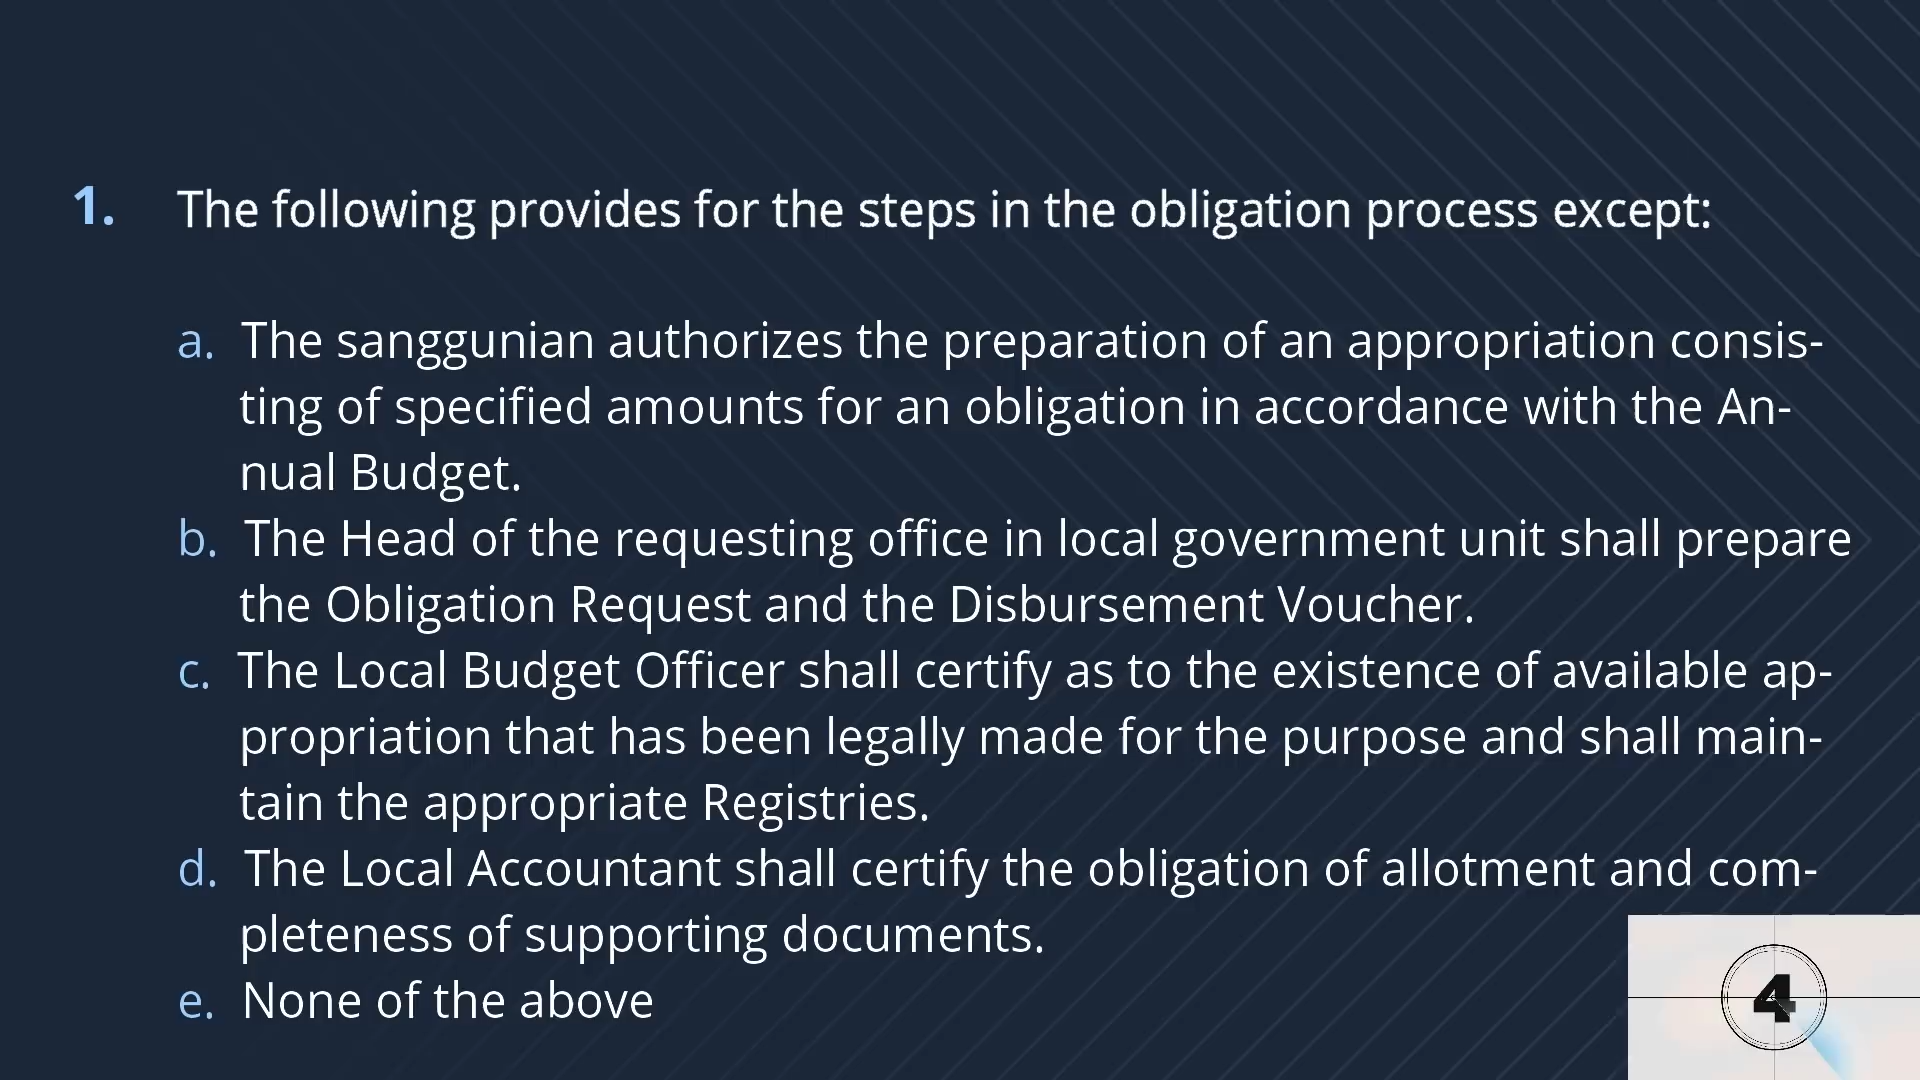 1. The following provides for the steps in the obligation process except:
a. The sanggunian authorizes the preparation of an appropriation consis-
ting of specified amounts for an obligation in accordance with the An-
nual Budget.
b. The Head of the requesting office in local government unit shall prepare
the Obligation Request and the Disbursement Voucher.
c. The Local Budget Officer shall certify as to the existence of available ap-
propriation that has been legally made for the purpose and shall main-
tain the appropriate Registries.
d. The Local Accountant shall certify the obligation of allotment and com-
pleteness of supporting documents.
e. None of the above
4